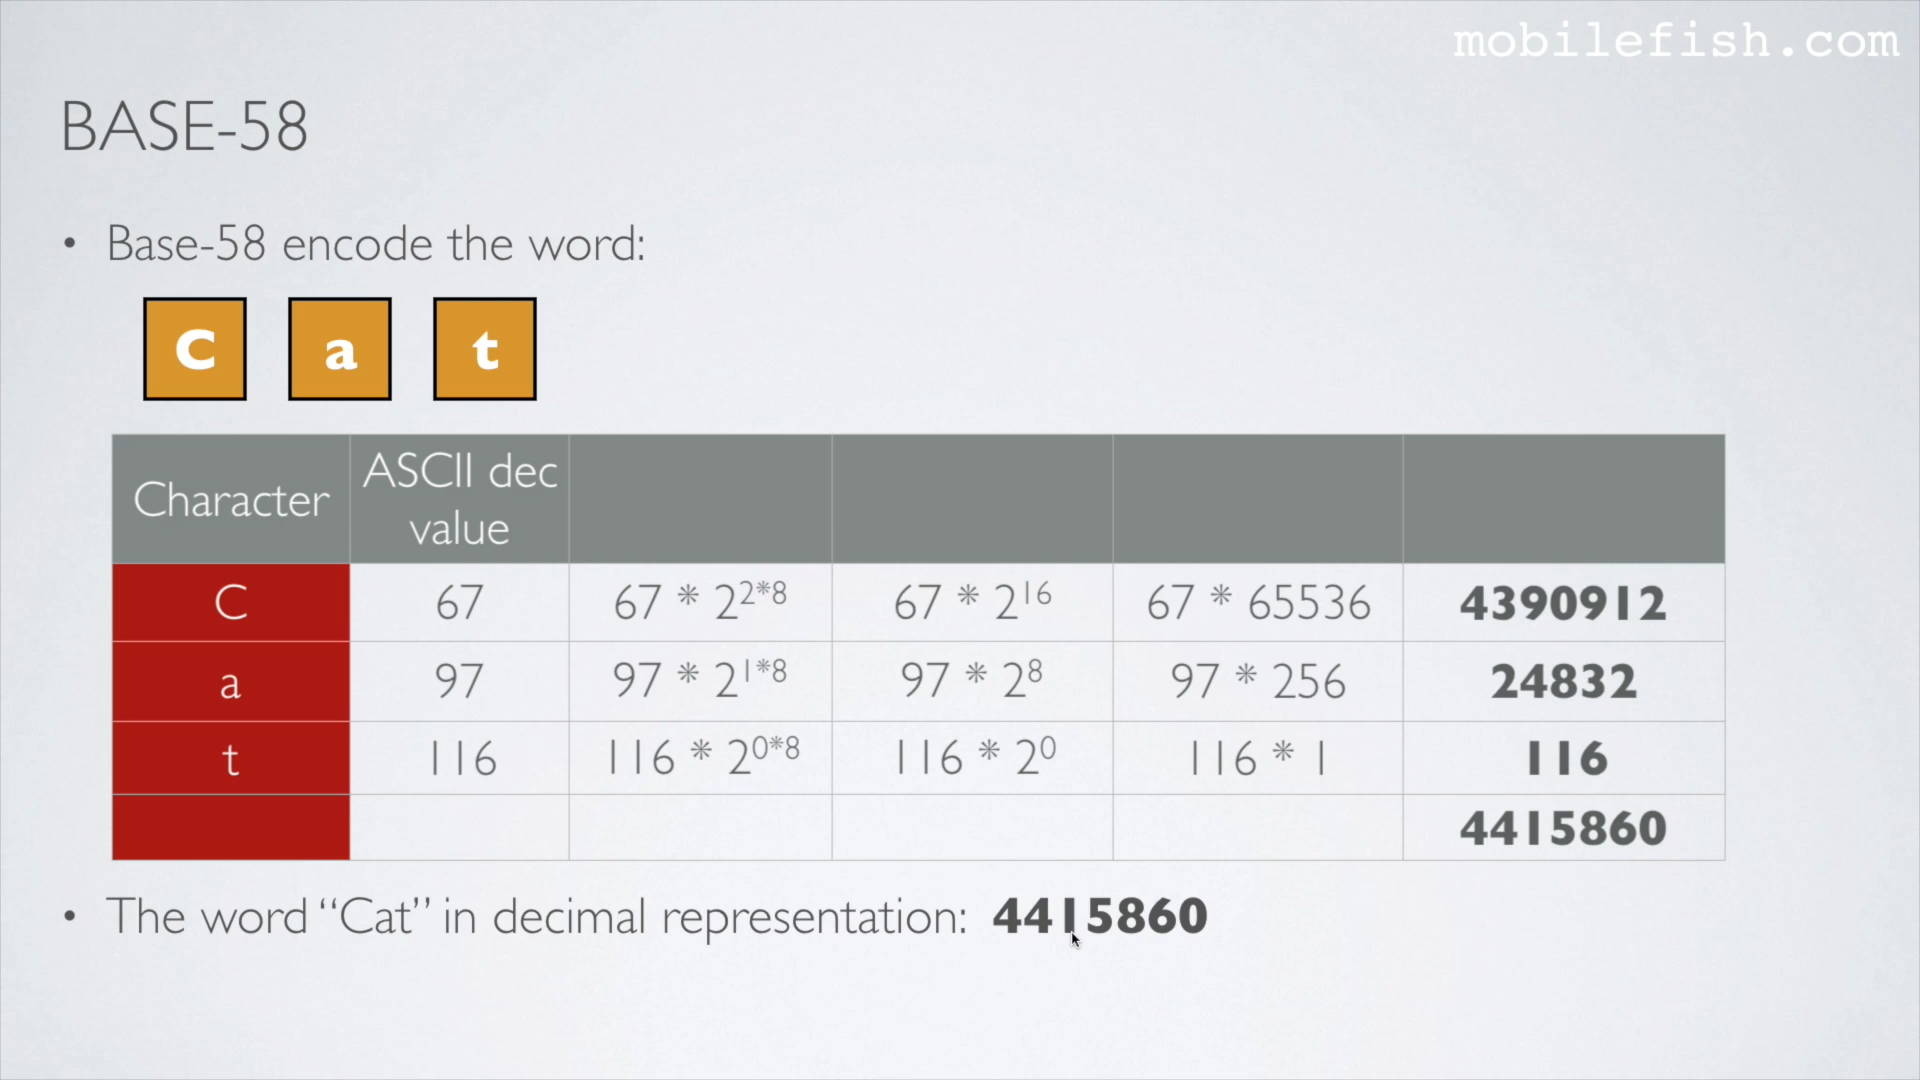 mobilefish.com
BASE-58
• Base-58 encode the word:
C a t
Character ASCII dec value
C 67 67 * 2^2*8 67 * 2^16 67 * 65536 4390912
a 97 97 * 2^1*8 97 * 2^8 97 * 256 24832
t 116 116 * 2^0*8 116 * 2^0 116 * 1 116
4415860
• The word “Cat” in decimal representation: 4415860